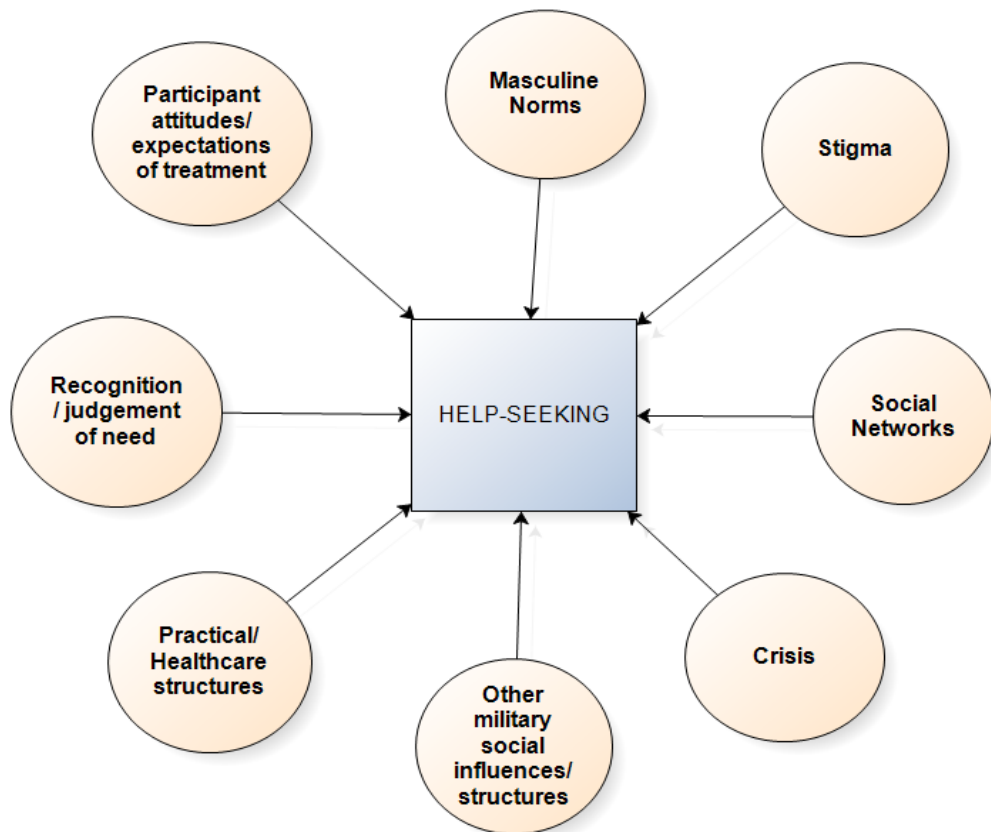 Participant
attitudes/
expectations
of treatment
Masculine
Norms
Stigma
Recognition
/ judgement
of need
HELP-SEEKING
Social
Networks
Practical/
Healthcare
structures
Other
military
social
influences/
structures
Crisis